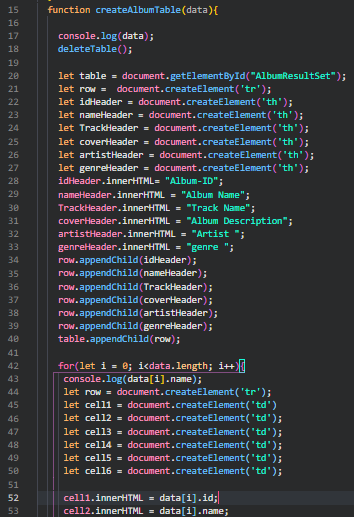 15 function createAlbumTable(data){
16
17 console.log(data);
18 deleteTable();
19
20 let table = document.getElementById("AlbumResultSet");
21 let row =  document.createElement('tr');
22 let idHeader = document.createElement('th');
23 let nameHeader = document.createElement('th');
24 let TrackHeader = document.createElement('th');
25 let coverHeader = document.createElement('th');
26 let artistHeader = document.createElement('th');
27 let genreHeader = document.createElement('th');
28 idHeader.innerHTML= "Album-ID";
29 nameHeader.innerHTML = "Album Name";
30 TrackHeader.innerHTML = "Track Name";
31 coverHeader.innerHTML = "Album Description";
32 artistHeader.innerHTML = "Artist ";
33 genreHeader.innerHTML = "genre ";
34 row.appendChild(idHeader);
35 row.appendChild(nameHeader);
36 row.appendChild(TrackHeader);
37 row.appendChild(coverHeader);
38 row.appendChild(artistHeader);
39 row.appendChild(genreHeader);
40 table.appendChild(row);
41
42 for(let i = 0; i<data.length; i++){
43 console.log(data[i].name);
44 let row = document.createElement('tr');
45 let cell1 = document.createElement('td')
46 let cell2 = document.createElement('td');
47 let cell3 = document.createElement('td');
48 let cell4 = document.createElement('td');
49 let cell5 = document.createElement('td');
50 let cell6 = document.createElement('td');
51
52 cell1.innerHTML = data[i].id;
53 cell2.innerHTML = data[i].name;